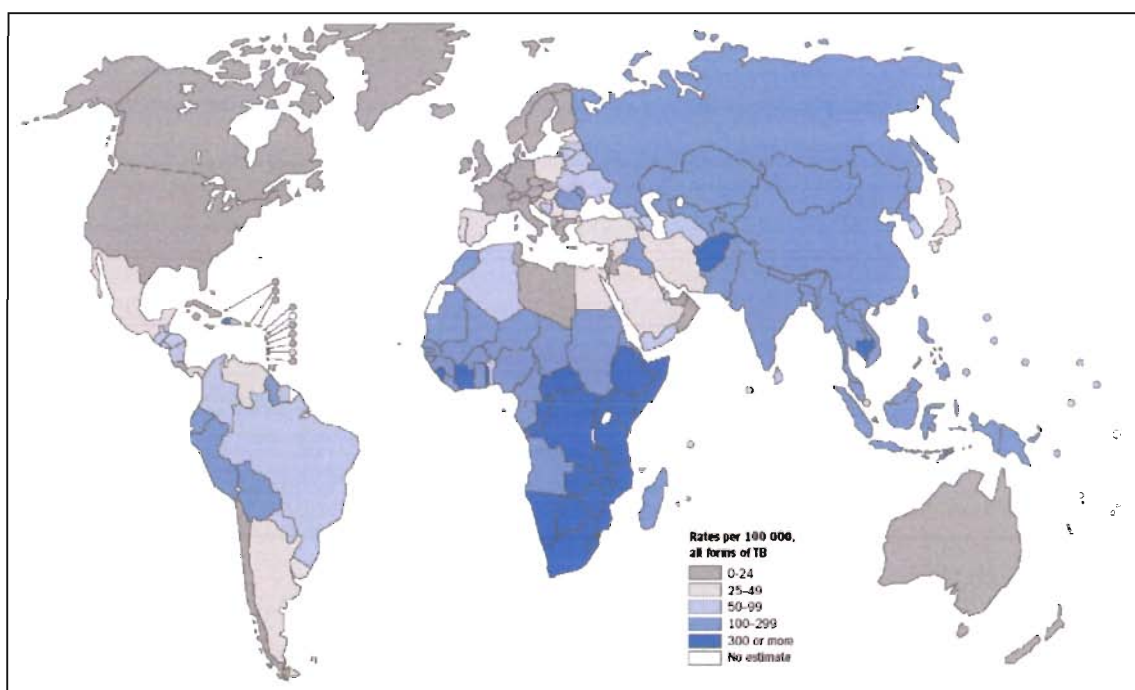 Rates per 100 000,
all forms of TB
0-24
25-49
50-99
100-299
300 or more
No estimate